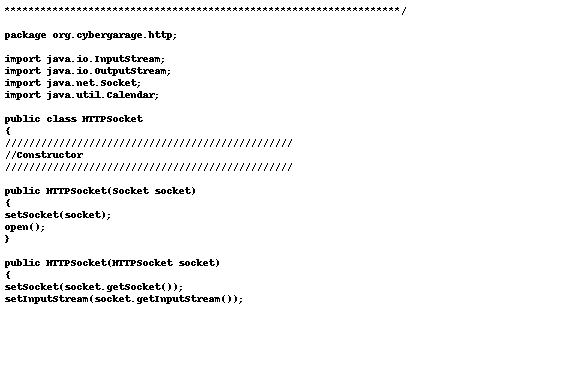 ******************************************************************/
package org.cybergarage.http;
import java.io.InputStream;
import java.io.OutputStream;
import java.net.Socket;
import java.util.Calendar;
public class HTTPSocket
{
////////////////////////////////////////////////
//Constructor
////////////////////////////////////////////////
public HTTPSocket(Socket socket)
{
setSocket(socket);
open();
}
public HTTPSocket(HTTPSocket socket)
{
setSocket(socket.getSocket());
setInputStream(socket.getInputStream());